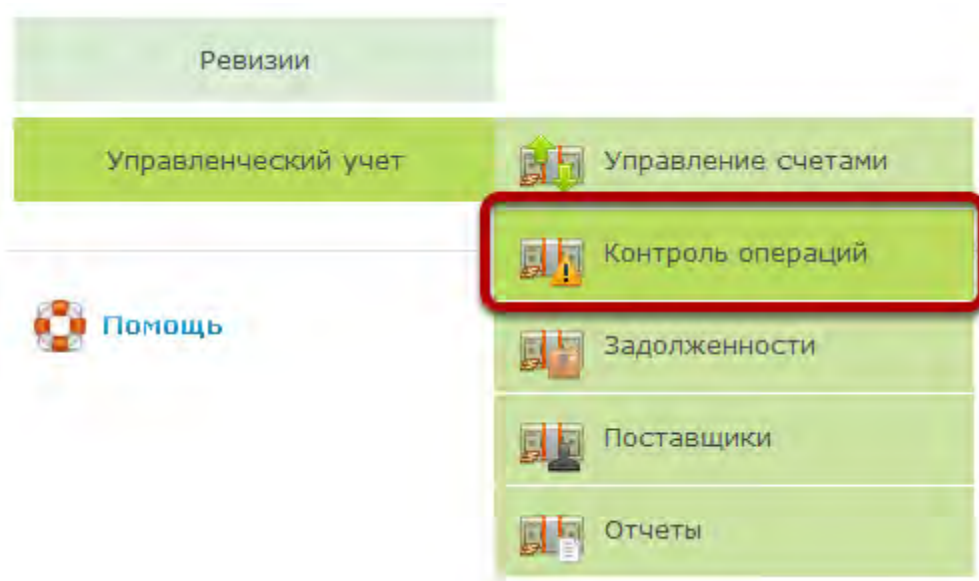 Ревизии
Управленческий учет
Управление счетами
Контроль операций
Помощь
Задолженности
Поставщики
Отчеты